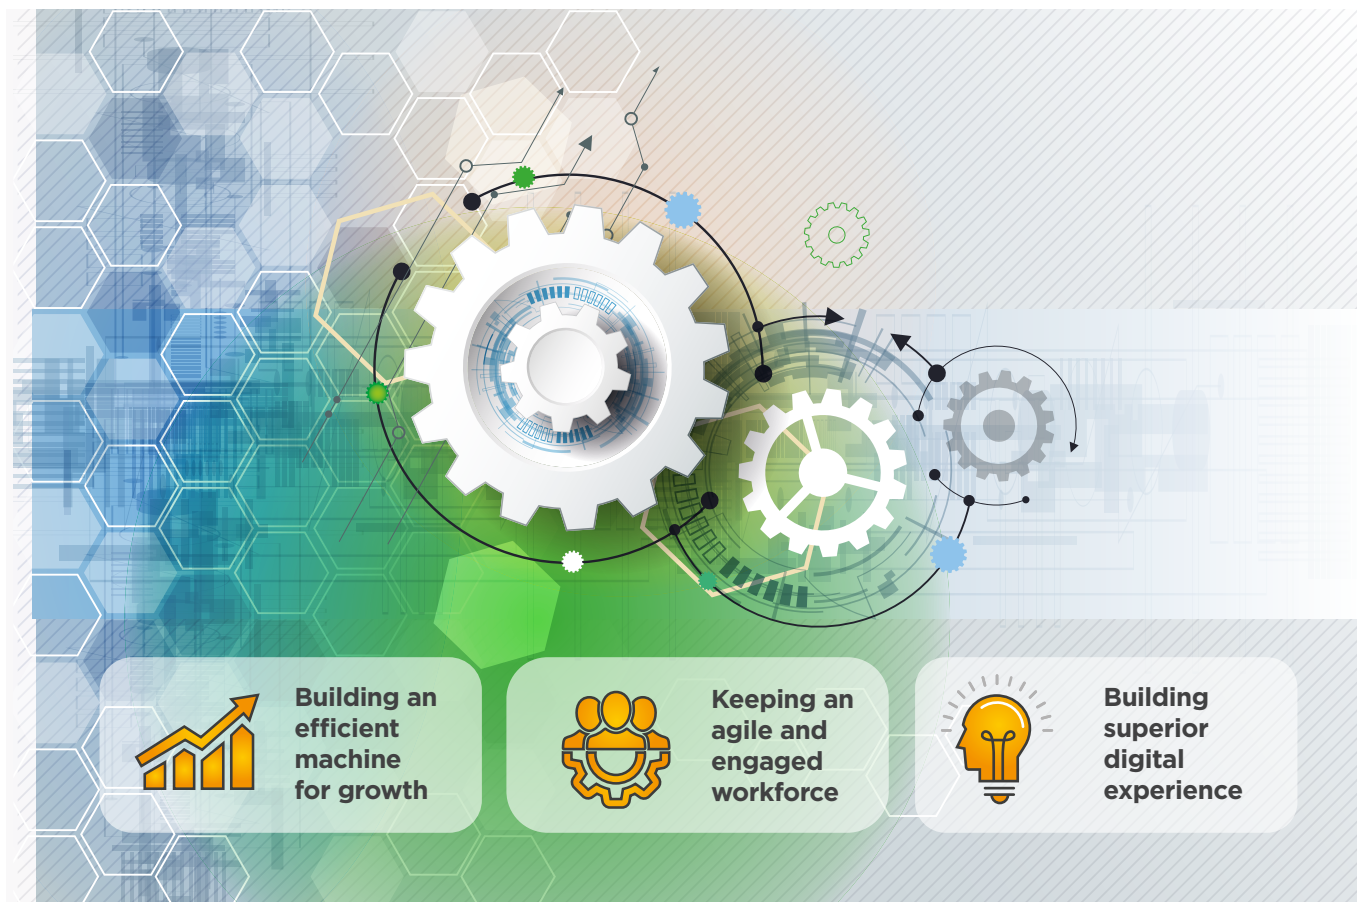 Building an
efficient
machine
for growth
Keeping an
agile and
engaged
workforce
Building
superior
digital
experience